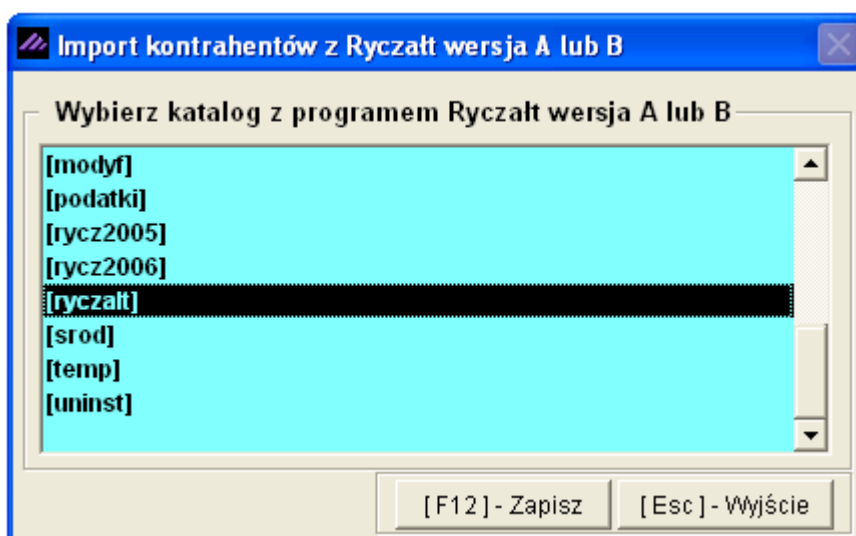 Import kontrahentów z Ryczałt wersja A lub B
Wybierz katalog z programem Ryczałt wersja A lub B
[modyf]
[podatki]
[rycz2005]
[rycz2006]
[ryczalt]
[srod]
[temp]
[uninst]
[F12] - Zapisz [Esc] - Wyjście